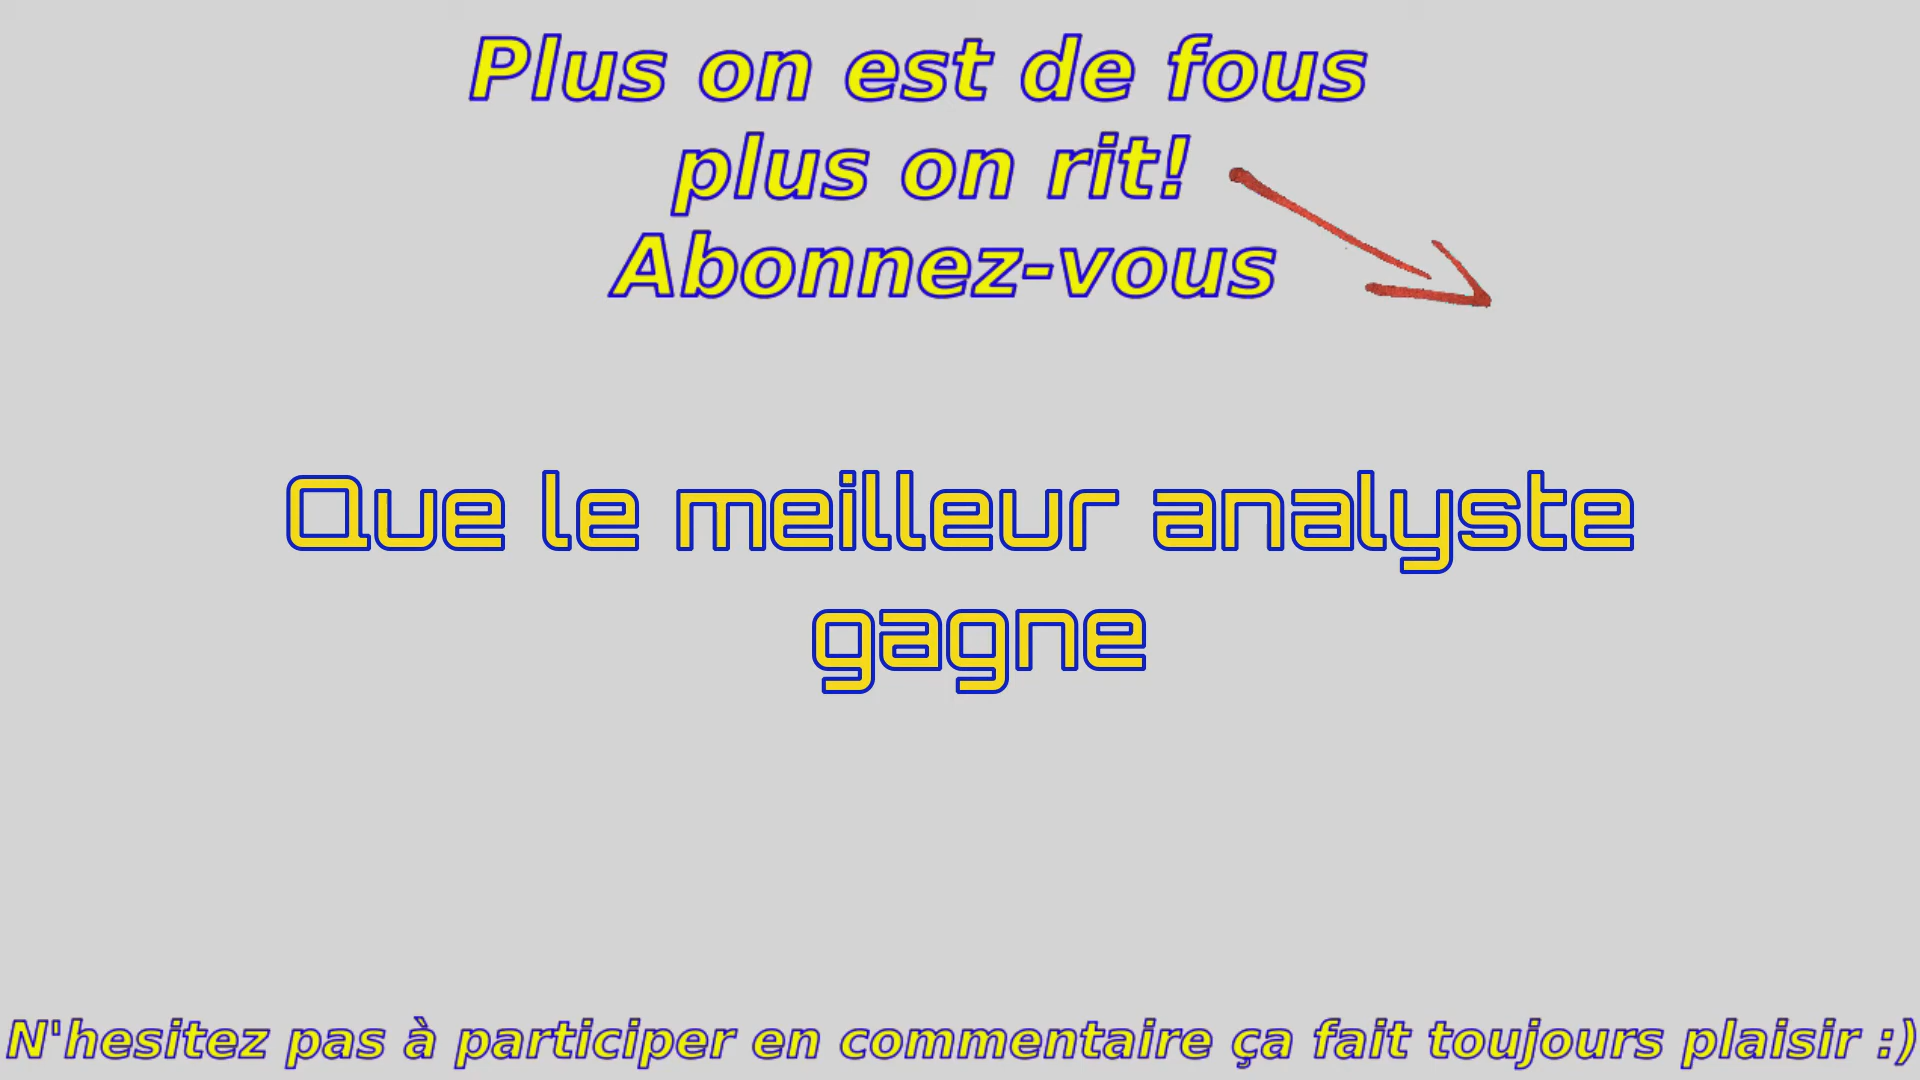 Plus on est de fous
plus on rit!
Abonnez-vous
Que le meilleur analyste
gagne
N'hesitez pas à participer en commentaire ça fait toujours plaisir :)